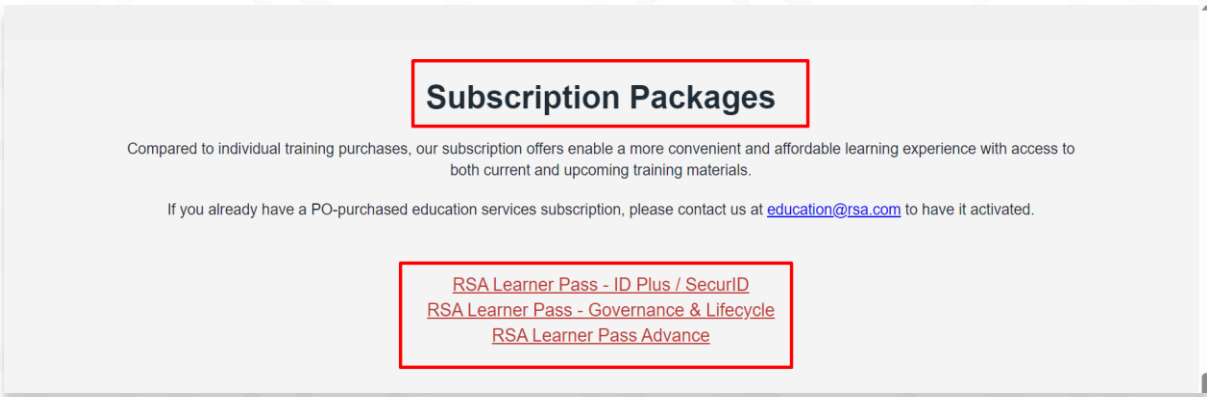 Subscription Packages
Compared to individual training purchases, our subscription offers enable a more convenient and affordable learning experience with access to
both current and upcoming training materials.
If you already have a PO-purchased education services subscription, please contact us at education@rsa.com to have it activated.
RSA Learner Pass - ID Plus / SecurID
RSA Learner Pass - Governance & Lifecycle
RSA Learner Pass Advance